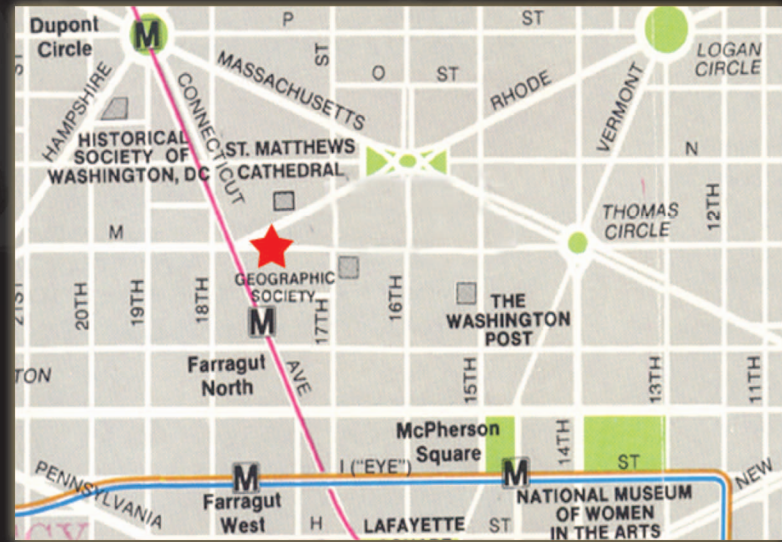 Dupont
Circle
M
P
ST
LOGAN
CIRCLE
ST
MASSACHUSETTS
O
ST
RHODE
VERMONT
HAMPSHIRE
CONNECTICUT
HISTORICAL
SOCIETY OF
WASHINGTON, DC
ST. MATTHEWS
CATHEDRAL
N
12TH
THOMAS
CIRCLE
M
GEOGRAPHIC
SOCIETY
20TH
19TH
18TH
17TH
16TH
M
THE
WASHINGTON
POST
Farragut
North
AVE
15TH
13TH
11TH
14TH
McPherson
Square
I ("EYE")
ST
M
M
NEW
PENNSYLVANIA
Farragut
West
H
LAFAYETTE
ST
NATIONAL MUSEUM
OF WOMEN
IN THE ARTS